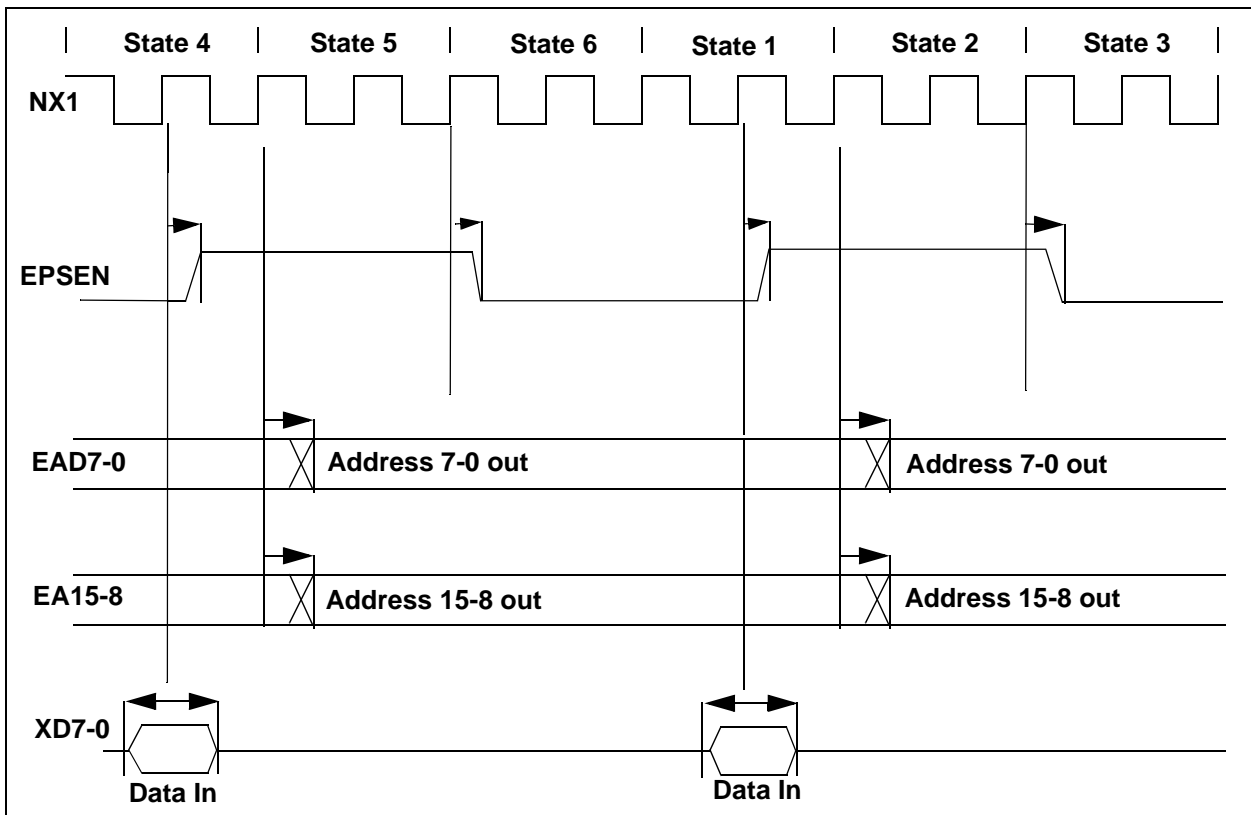 State 4 State 5 State 6 State 1 State 2 State 3
NX1
EPSEN
EAD7-0 Address 7-0 out Address 7-0 out
EA15-8 Address 15-8 out Address 15-8 out
XD7-0
Data In Data In